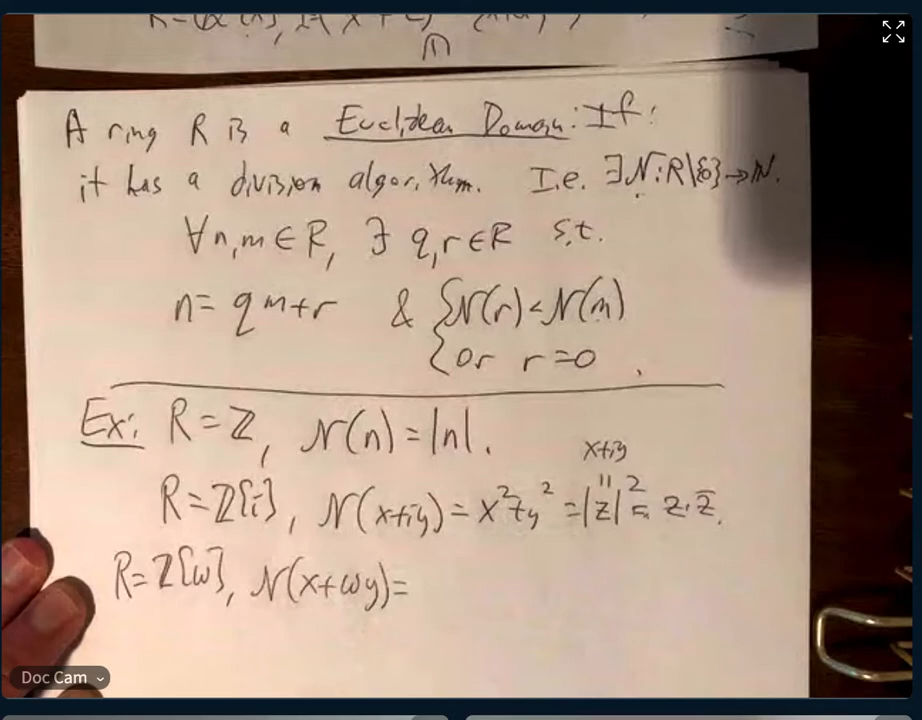 A ring R is a Euclidean Domain: If:
it has a division algorithm. I.e. ∃ N: R\{0} → ℕ.
∀ n, m ∈ R, ∃ q, r ∈ R s.t.
n = qm + r & { N(r) < N(m)
{ or r = 0 .
Ex: R = ℤ, N(n) = |n|.
x+iy
R = ℤ[i], N(x+iy) = x² + y² = |z|² = z·z̄.
R = ℤ[ω], N(x+ωy) =
Doc Cam